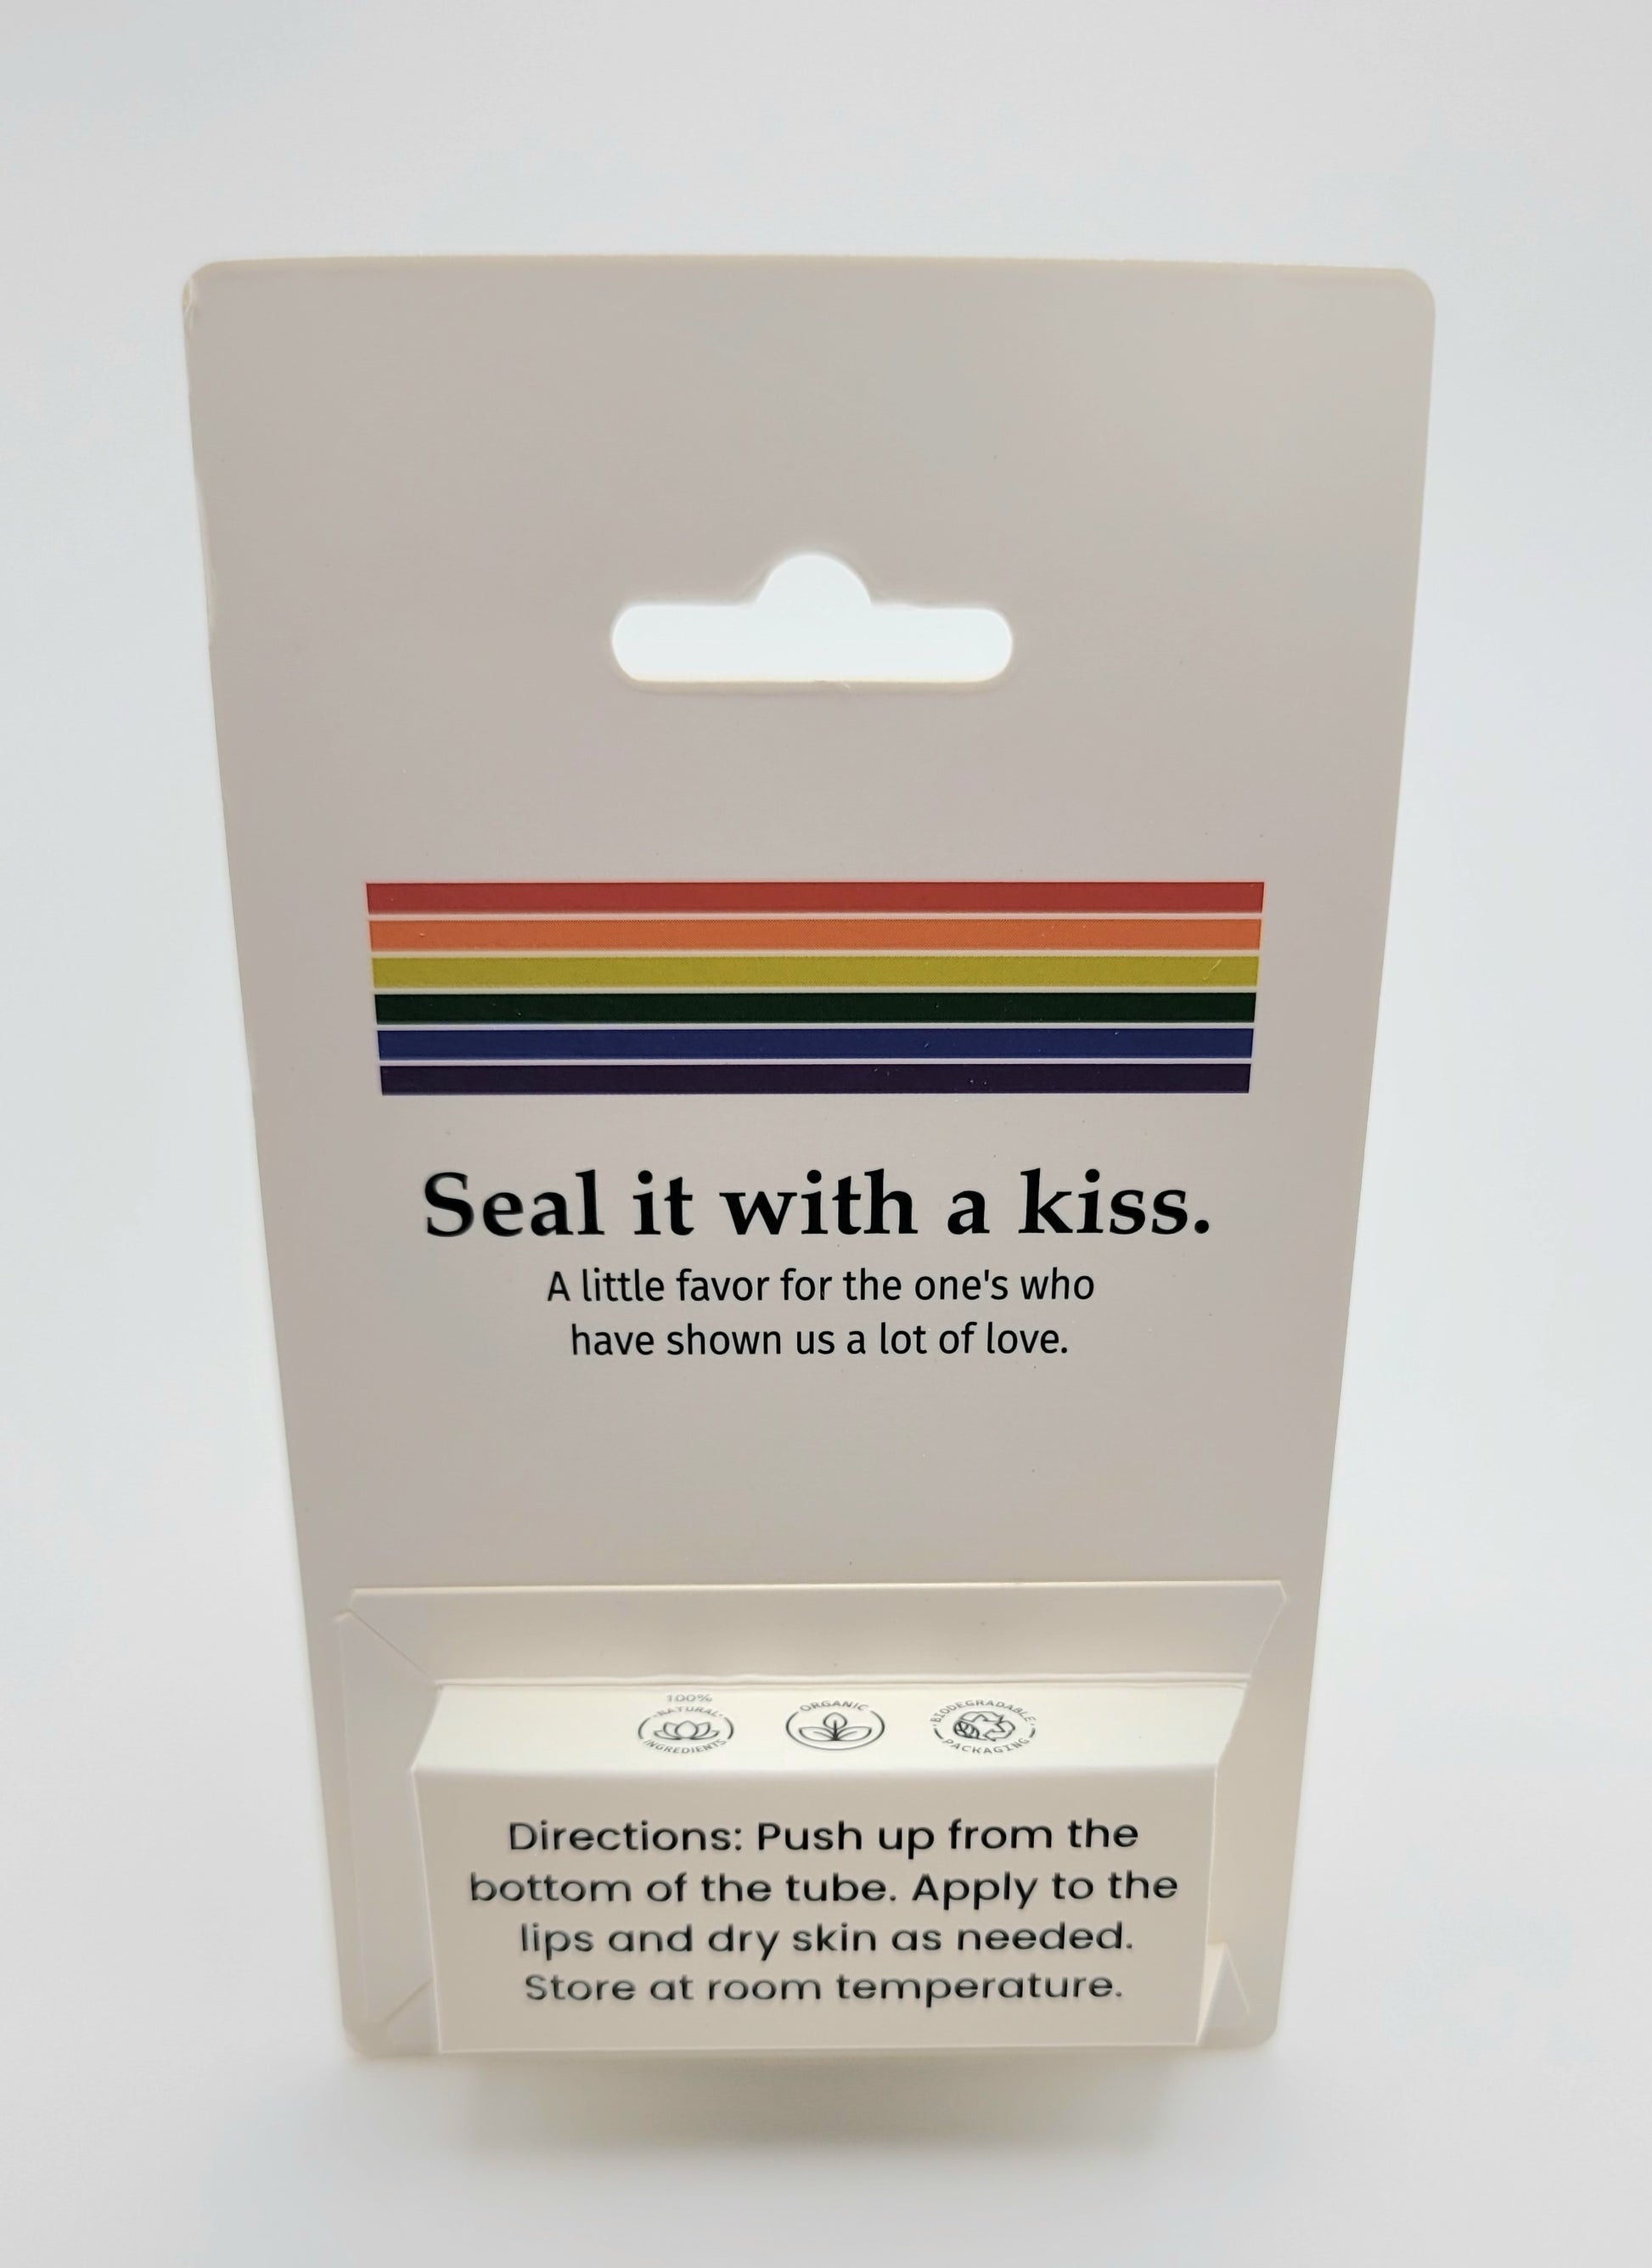 Seal it with a kiss.
A little favor for the one's who
have shown us a lot of love.
100%
NATURAL
INGREDIENTS
ORGANIC
BIODEGRADABLE
PACKAGING
Directions: Push up from the
bottom of the tube. Apply to the
lips and dry skin as needed.
Store at room temperature.